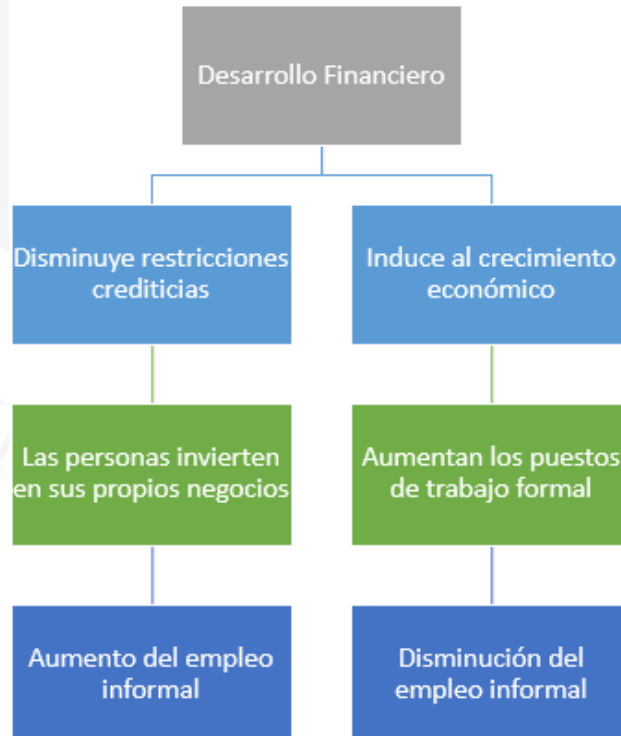 Desarrollo Financiero
Disminuye restricciones
crediticias
Induce al crecimiento
económico
Las personas invierten
en sus propios negocios
Aumentan los puestos
de trabajo formal
Aumento del empleo
informal
Disminución del
empleo informal